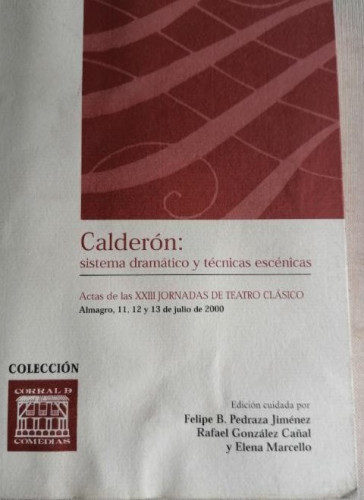 Calderón:
sistema dramático y técnicas escénicas
Actas de las XXIII JORNADAS DE TEATRO CLÁSICO
Almagro, 11, 12 y 13 de julio de 2000
COLECCIÓN
CORRAL D
COMEDIAS
Edición cuidada por
Felipe B. Pedraza Jiménez
Rafael González Cañal
y Elena Marcello